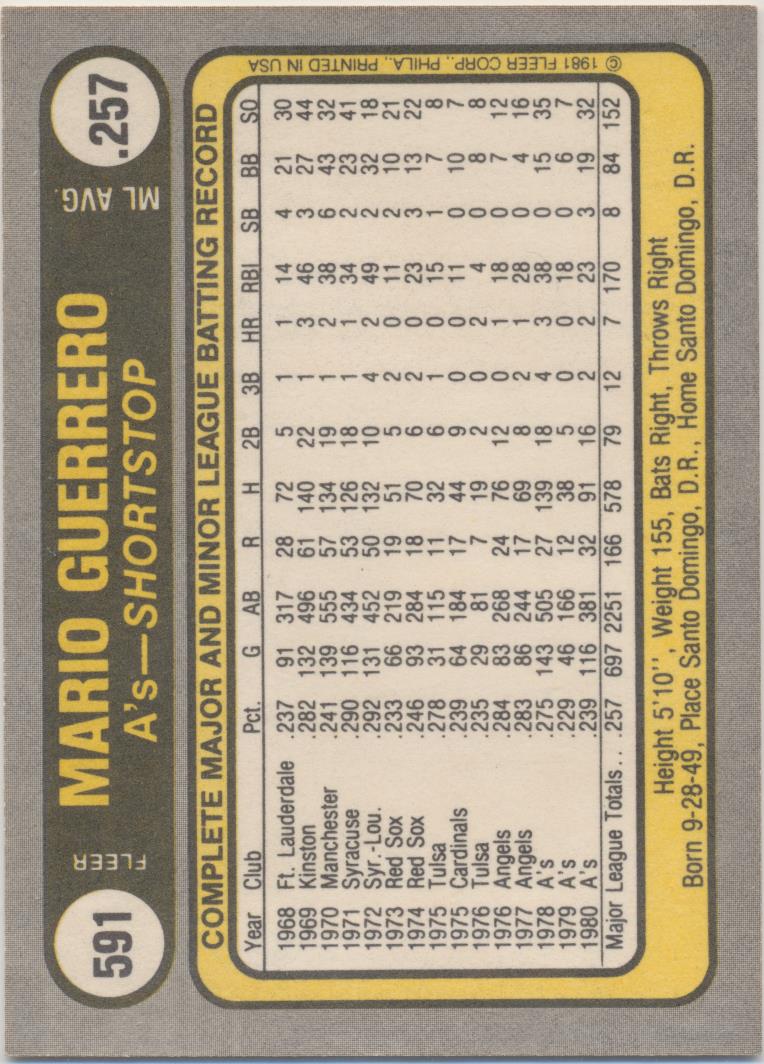 591
FLEER
MARIO GUERRERO
A's—SHORTSTOP
ML AVG.
.257
COMPLETE MAJOR AND MINOR LEAGUE BATTING RECORD
Year Club Pct. G AB R H 2B 3B HR RBI SB BB SO
1968 Ft. Lauderdale .237 91 317 28 72 5 1 1 14 4 21 30
1969 Kinston .282 132 496 61 140 22 1 3 46 3 27 44
1970 Manchester .241 139 555 57 134 19 1 2 38 6 43 32
1971 Syracuse .290 116 434 53 126 18 1 1 34 2 23 41
1972 Syr.-Lou. .292 131 452 50 132 10 4 2 49 2 32 18
1973 Red Sox .233 66 219 19 51 5 2 0 11 2 10 21
1974 Red Sox .246 93 284 18 70 6 2 0 23 3 13 22
1975 Tulsa .278 31 115 11 32 6 1 0 15 1 7 8
1975 Cardinals .239 64 184 17 44 9 0 0 11 0 10 7
1976 Tulsa .235 29 81 7 19 2 0 2 4 0 8 8
1976 Angels .284 83 268 24 76 12 0 1 18 0 7 12
1977 Angels .283 86 244 17 69 8 2 1 28 0 4 16
1978 A's .275 143 505 27 139 18 4 3 38 0 15 35
1979 A's .229 46 166 12 38 5 0 0 18 0 6 7
1980 A's .239 116 381 32 91 16 2 2 23 3 19 32
Major League Totals... .257 697 2251 166 578 79 12 7 170 8 84 152
Height 5'10'', Weight 155, Bats Right, Throws Right
Born 9-28-49, Place Santo Domingo, D.R., Home Santo Domingo, D.R.
© 1981 FLEER CORP., PHILA., PRINTED IN USA